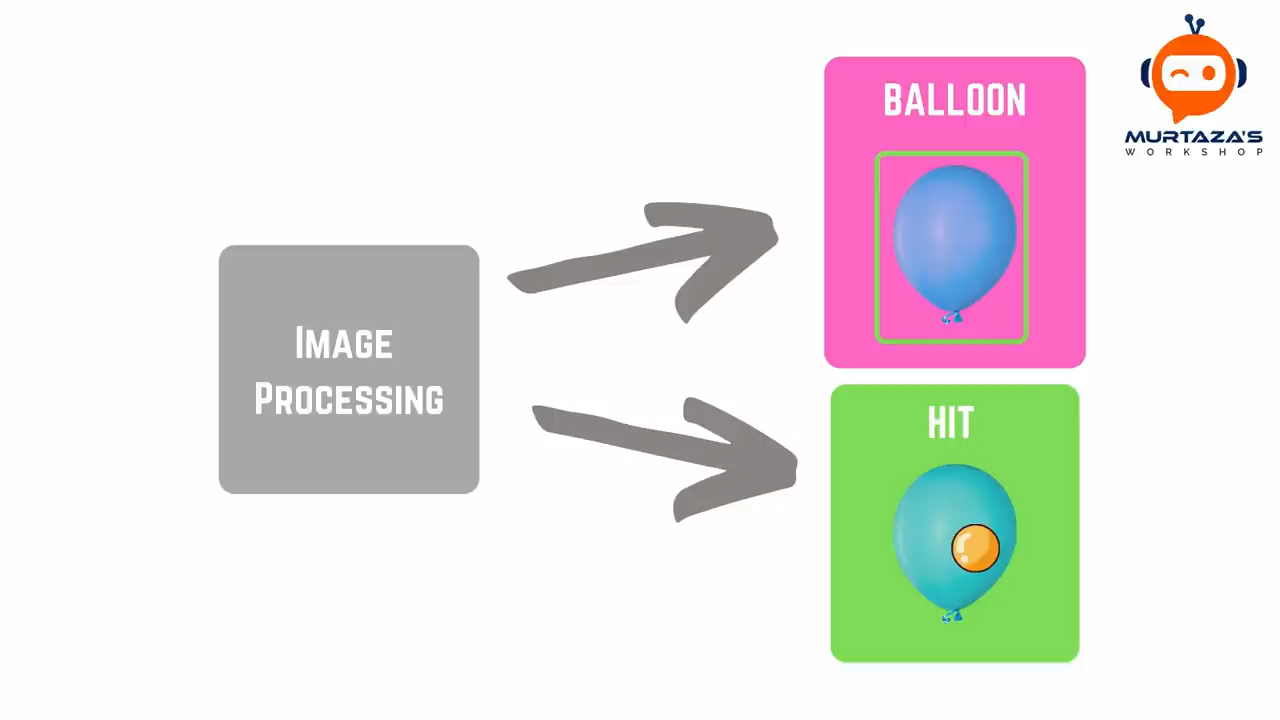 BALLOON
MURTAZA'S
WORKSHOP
IMAGE
PROCESSING
HIT